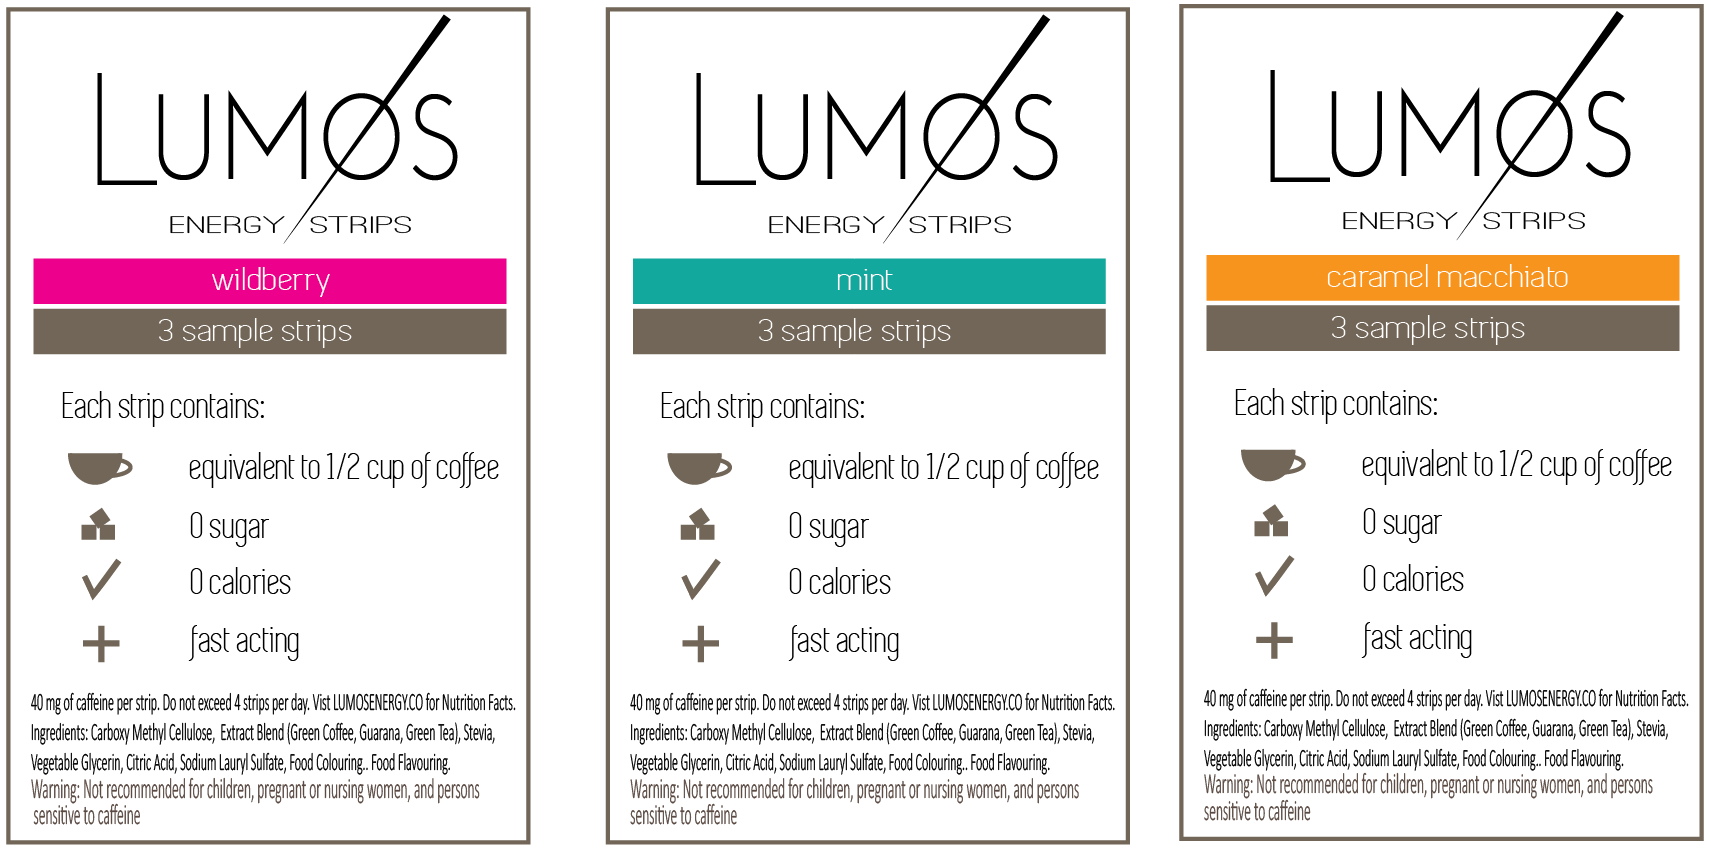 LUMOS
ENERGY STRIPS
wildberry
3 sample strips
Each strip contains:
equivalent to 1/2 cup of coffee
0 sugar
0 calories
fast acting
40 mg of caffeine per strip. Do not exceed 4 strips per day. Vist LUMOSENERGY.CO for Nutrition Facts.
Ingredients: Carboxy Methyl Cellulose, Extract Blend (Green Coffee, Guarana, Green Tea), Stevia,
Vegetable Glycerin, Citric Acid, Sodium Lauryl Sulfate, Food Colouring.. Food Flavouring.
Warning: Not recommended for children, pregnant or nursing women, and persons
sensitive to caffeine
LUMOS
ENERGY STRIPS
mint
3 sample strips
Each strip contains:
equivalent to 1/2 cup of coffee
0 sugar
0 calories
fast acting
40 mg of caffeine per strip. Do not exceed 4 strips per day. Vist LUMOSENERGY.CO for Nutrition Facts.
Ingredients: Carboxy Methyl Cellulose, Extract Blend (Green Coffee, Guarana, Green Tea), Stevia,
Vegetable Glycerin, Citric Acid, Sodium Lauryl Sulfate, Food Colouring.. Food Flavouring.
Warning: Not recommended for children, pregnant or nursing women, and persons
sensitive to caffeine
LUMOS
ENERGY STRIPS
caramel macchiato
3 sample strips
Each strip contains:
equivalent to 1/2 cup of coffee
0 sugar
0 calories
fast acting
40 mg of caffeine per strip. Do not exceed 4 strips per day. Vist LUMOSENERGY.CO for Nutrition Facts.
Ingredients: Carboxy Methyl Cellulose, Extract Blend (Green Coffee, Guarana, Green Tea), Stevia,
Vegetable Glycerin, Citric Acid, Sodium Lauryl Sulfate, Food Colouring.. Food Flavouring.
Warning: Not recommended for children, pregnant or nursing women, and persons
sensitive to caffeine